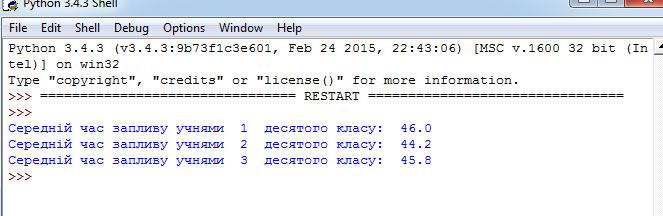 Python 3.4.3 Shell
File Edit Shell Debug Options Window Help
Python 3.4.3 (v3.4.3:9b73f1c3e601, Feb 24 2015, 22:43:06) [MSC v.1600 32 bit (In
tel)] on win32
Type "copyright", "credits" or "license()" for more information.
>>> ================================ RESTART ================================
>>>
Середній час запливу учнями  1  десятого класу:  46.0
Середній час запливу учнями  2  десятого класу:  44.2
Середній час запливу учнями  3  десятого класу:  45.8
>>>